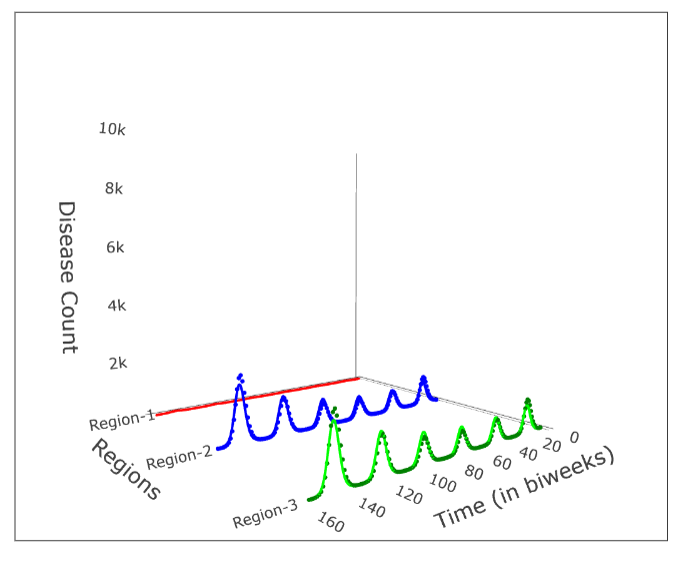 10k
8k
6k
4k
2k
Disease Count
Region-1
Region-2
Region-3
Regions
160
140
120
100
80
60
40
20
0
Time (in biweeks)